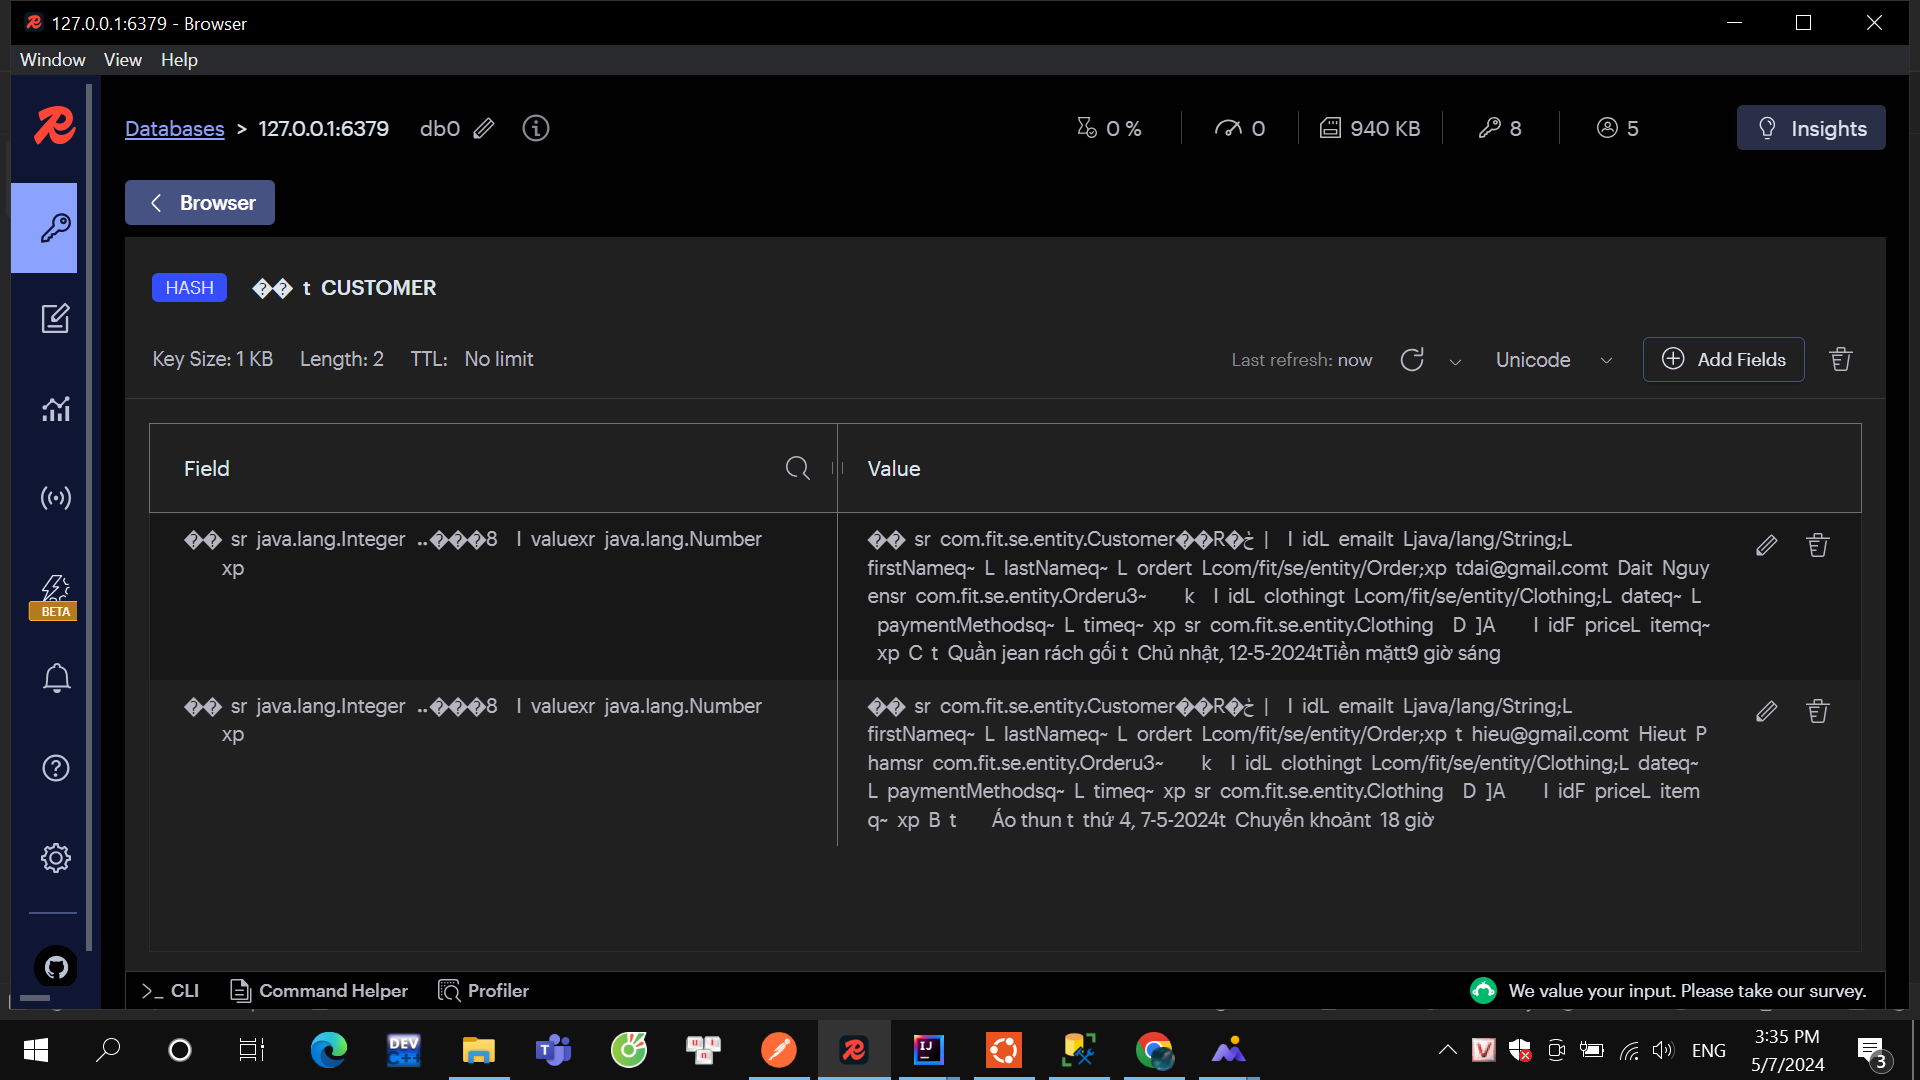 127.0.0.1:6379 - Browser
Window View Help
Databases > 127.0.0.1:6379 db0 0 % 0 940 KB 8 5 Insights
Browser
HASH �� t CUSTOMER
Key Size: 1 KB Length: 2 TTL: No limit Last refresh: now Unicode Add Fields
Field Value
�� sr java.lang.Integer ..���8 I valuexr java.lang.Number
xp
�� sr com.fit.se.entity.Customer��R�ڂ | I idL emailt Ljava/lang/String;L
firstNameq~ L lastNameq~ L ordert Lcom/fit/se/entity/Order;xp tdai@gmail.comt Dait Nguy
ensr com.fit.se.entity.Orderu3~ k I idL clothingt Lcom/fit/se/entity/Clothing;L dateq~ L
paymentMethodsq~ L timeq~ xp sr com.fit.se.entity.Clothing D ]A I idF priceL itemq~
xp C t Quần jean rách gối t Chủ nhật, 12-5-2024tTiền mặtt9 giờ sáng
�� sr java.lang.Integer ..���8 I valuexr java.lang.Number
xp
�� sr com.fit.se.entity.Customer��R�ڂ | I idL emailt Ljava/lang/String;L
firstNameq~ L lastNameq~ L ordert Lcom/fit/se/entity/Order;xp t hieu@gmail.comt Hieut P
hamsr com.fit.se.entity.Orderu3~ k I idL clothingt Lcom/fit/se/entity/Clothing;L dateq~
L paymentMethodsq~ L timeq~ xp sr com.fit.se.entity.Clothing D ]A I idF priceL item
q~ xp B t Áo thun t thứ 4, 7-5-2024t Chuyển khoảnt 18 giờ
BETA
>_ CLI Command Helper Profiler We value your input. Please take our survey.
DEV C++ ENG 3:35 PM
5/7/2024 3